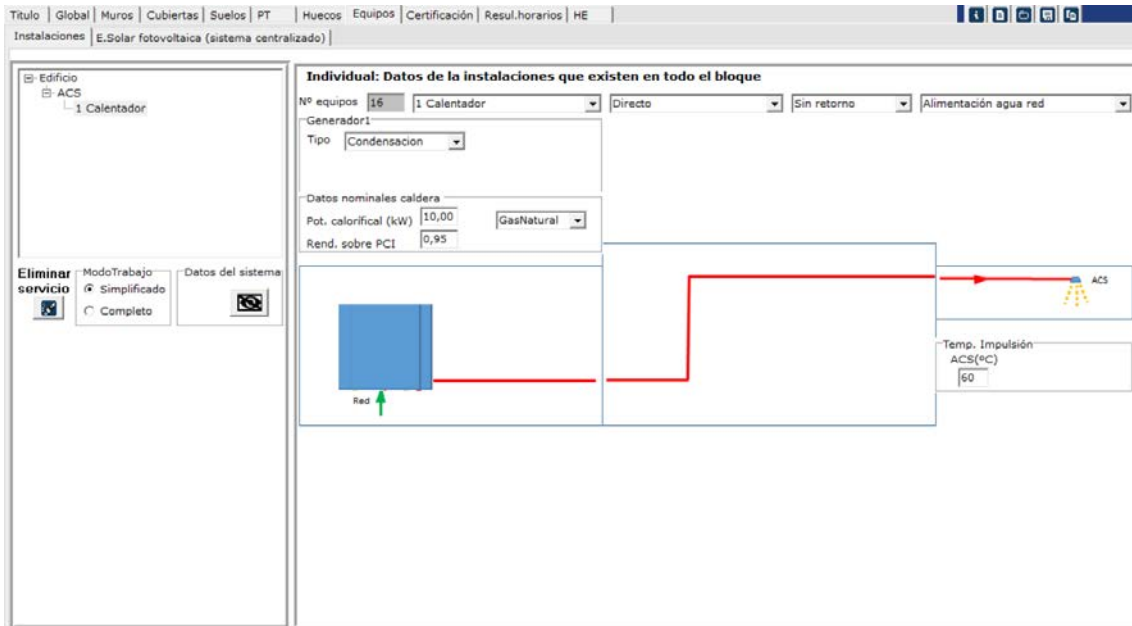 Titulo Global Muros Cubiertas Suelos PT Huecos Equipos Certificación Resul.horarios HE
Instalaciones E.Solar fotovoltaica (sistema centralizado)
Edificio
ACS
1 Calentador
Individual: Datos de la instalaciones que existen en todo el bloque
Nº equipos 16 1 Calentador Directo Sin retorno Alimentación agua red
Generador1
Tipo Condensacion
Datos nominales caldera
Pot. calorifical (kW) 10,00 GasNatural
Rend. sobre PCI 0,95
Eliminar servicio
ModoTrabajo
Simplificado
Completo
Datos del sistema
Red
ACS
Temp. Impulsión
ACS(ºC)
60